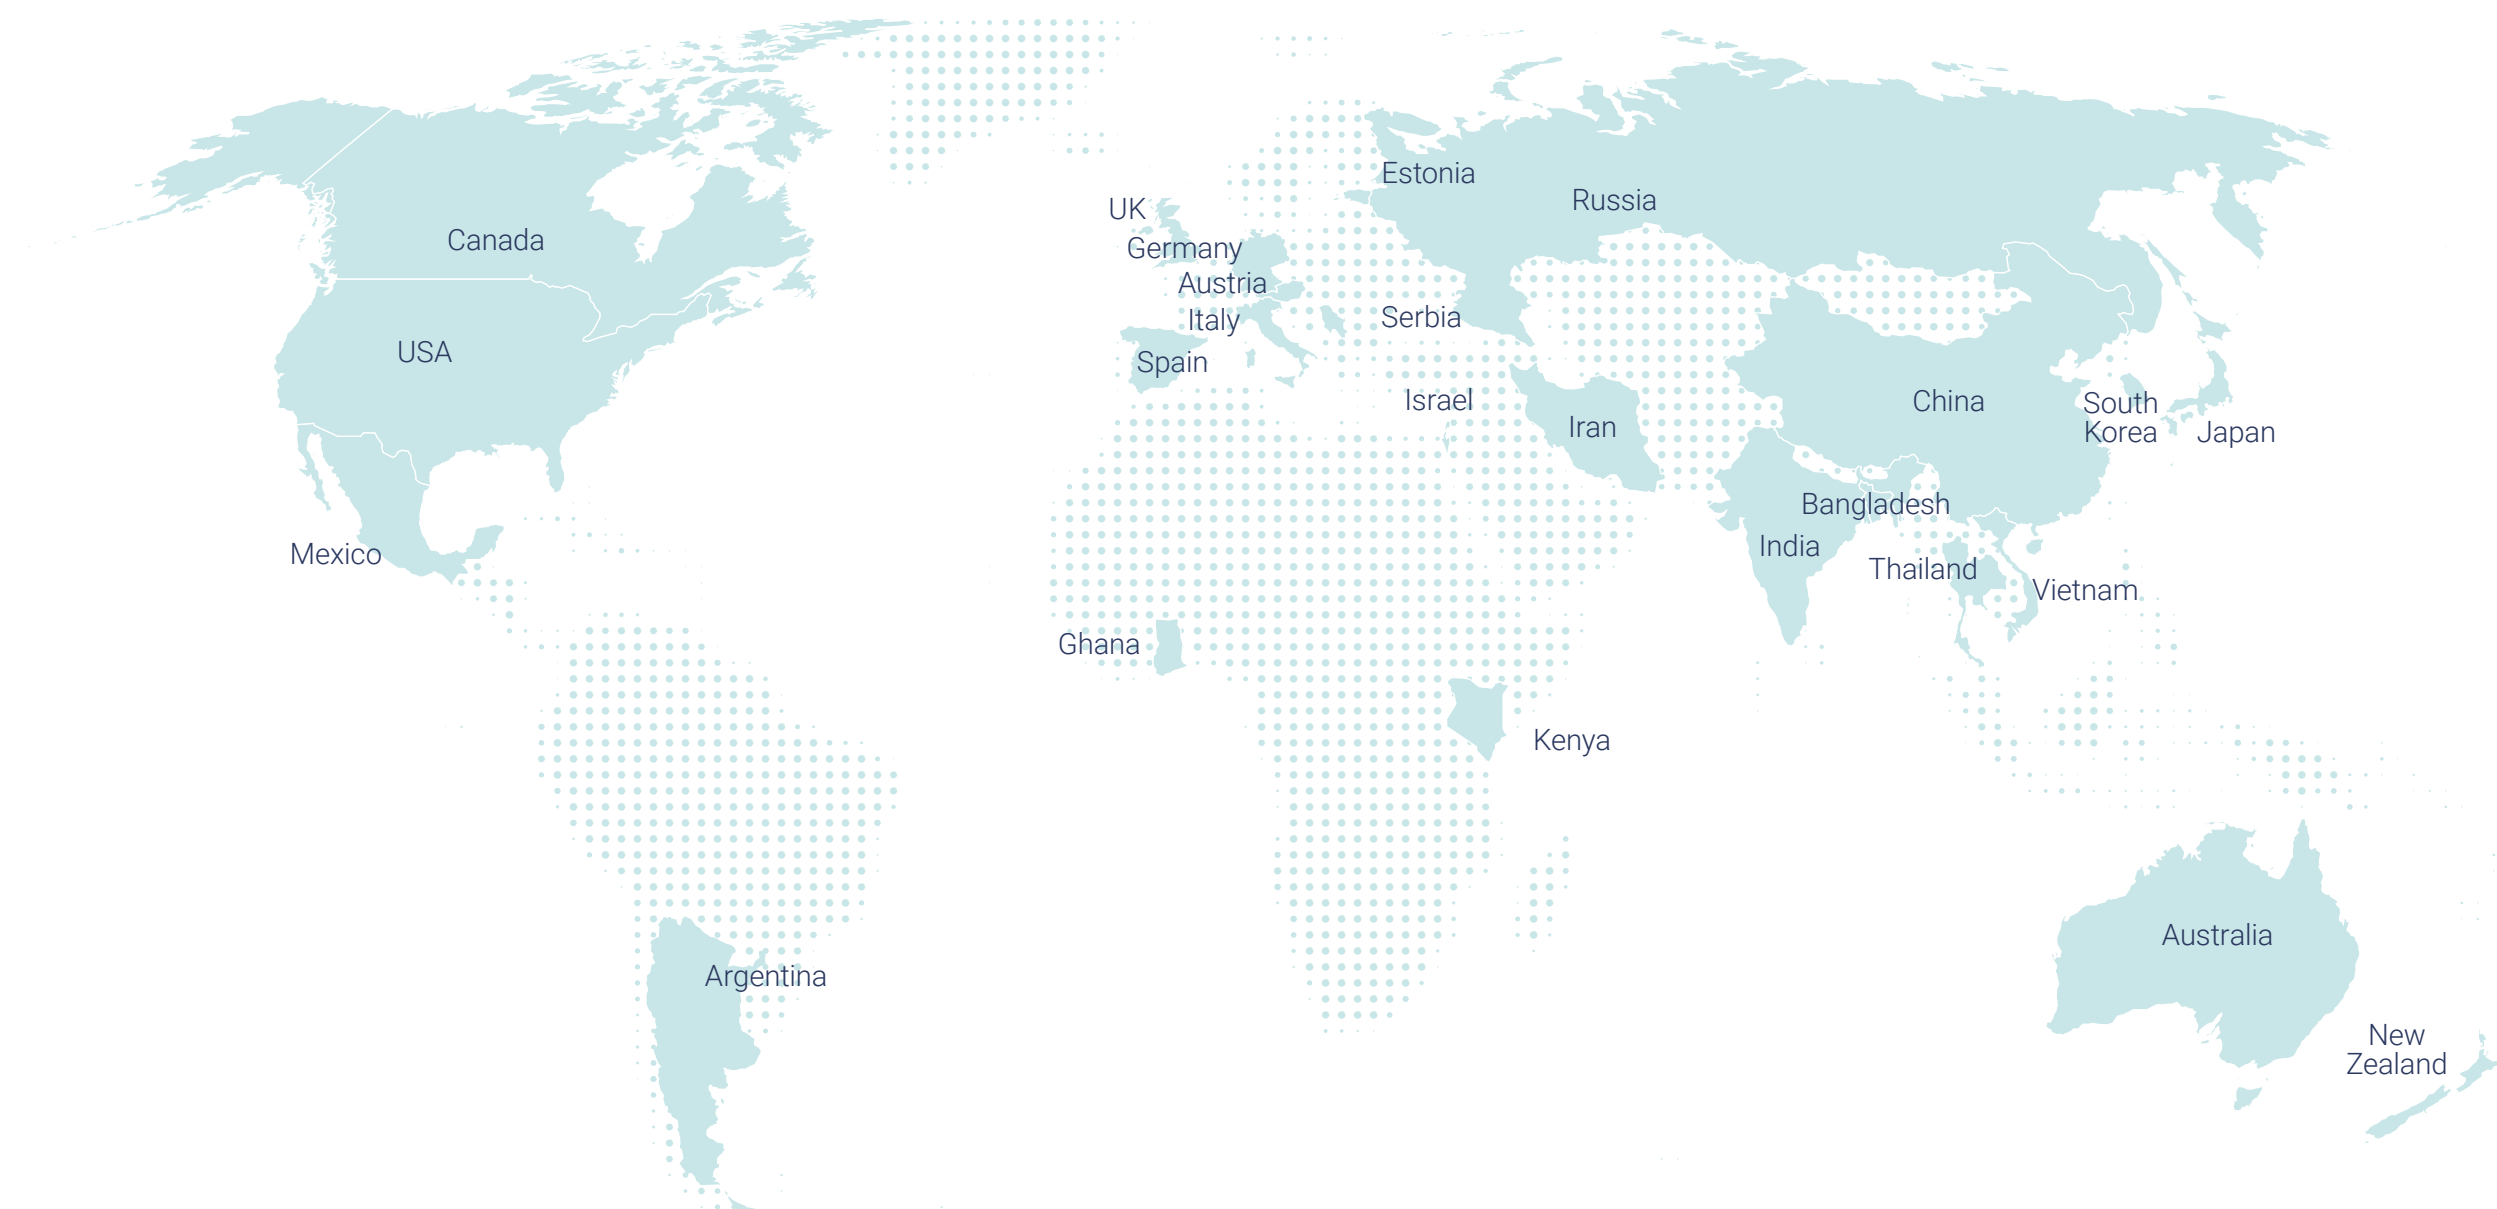 Estonia
Russia
UK
Canada
Germany
Austria
Italy
Serbia
USA
Spain
Israel
China
South
Korea
Iran
Japan
Bangladesh
India
Mexico
Thailand
Vietnam
Ghana
Kenya
Australia
Argentina
New
Zealand